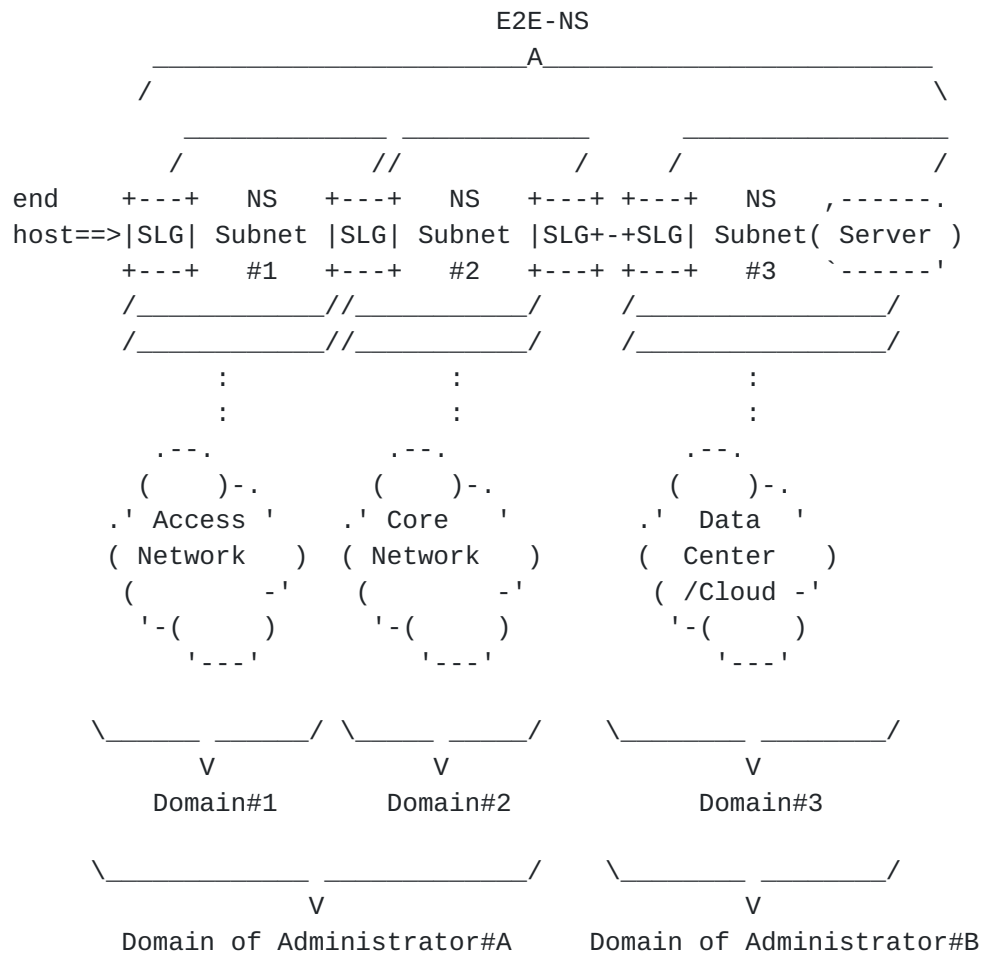 E2E-NS
A
end NS NS NS
host==>|SLG| Subnet |SLG| Subnet |SLG+-+SLG| Subnet( Server )
#1 #2 #3
Access Core Data
Network Network Center
/Cloud
V V V
Domain#1 Domain#2 Domain#3
V V
Domain of Administrator#A Domain of Administrator#B